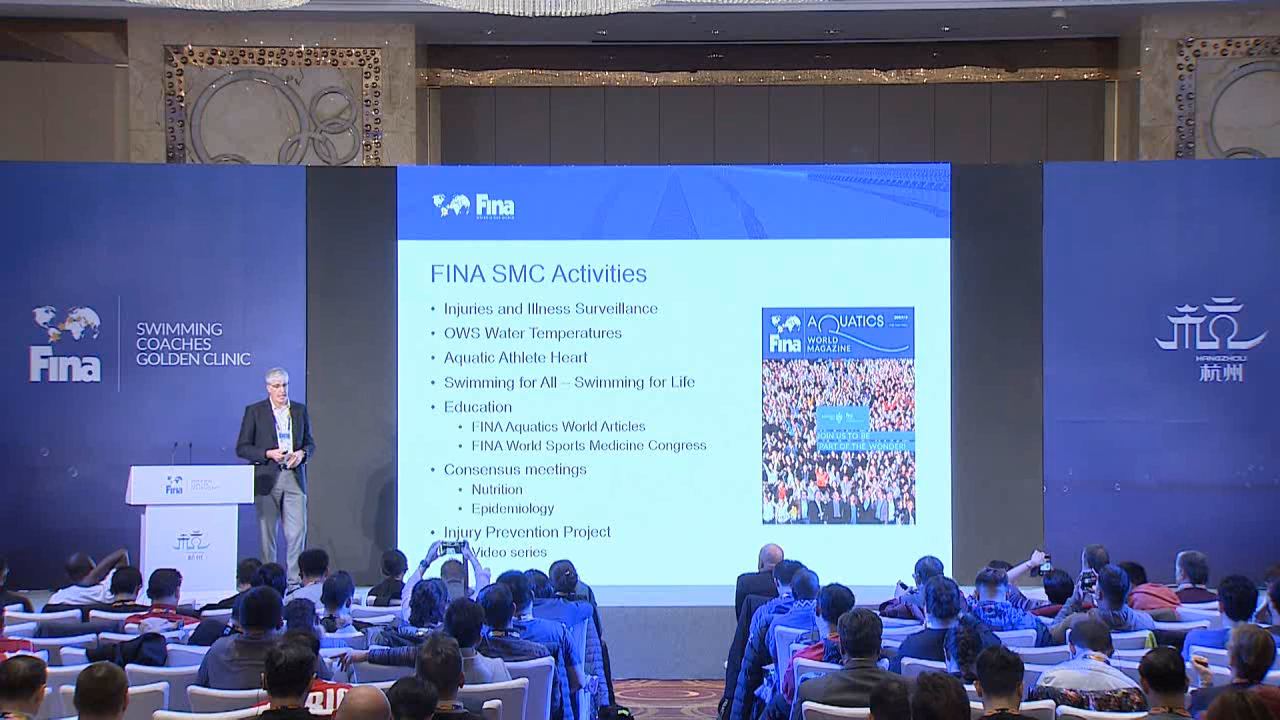 Fina
SWIMMING
COACHES
GOLDEN CLINIC
Fina
FINA SMC Activities
• Injuries and Illness Surveillance
• OWS Water Temperatures
• Aquatic Athlete Heart
• Swimming for All – Swimming for Life
• Education
• FINA Aquatics World Articles
• FINA World Sports Medicine Congress
• Consensus meetings
• Nutrition
• Epidemiology
• Injury Prevention Project
Video series
Fina
AQUATICS
WORLD
MAGAZINE
JOIN US TO BE
PART OF THE WONDER!
HANGZHOU
杭州
Fina
杭州